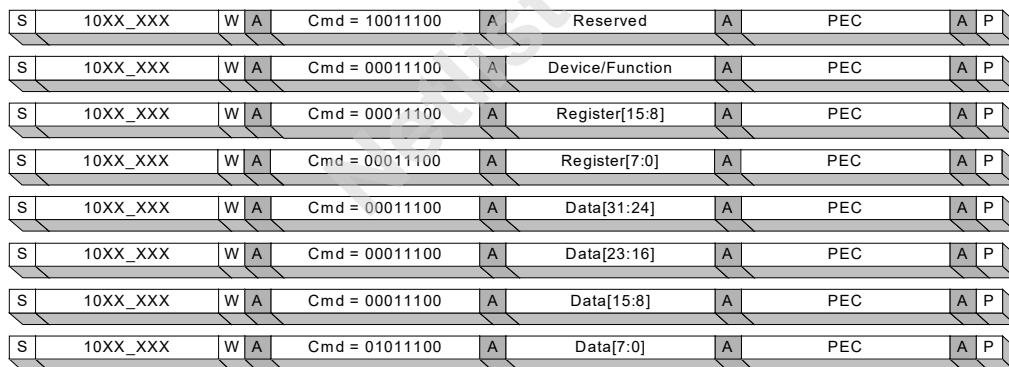 S 10XX_XXX W A Cmd = 10011100 A Reserved A PEC A P
S 10XX_XXX W A Cmd = 00011100 A Device/Function A PEC A P
S 10XX_XXX W A Cmd = 00011100 A Register[15:8] A PEC A P
S 10XX_XXX W A Cmd = 00011100 A Register[7:0] A PEC A P
S 10XX_XXX W A Cmd = 00011100 A Data[31:24] A PEC A P
S 10XX_XXX W A Cmd = 00011100 A Data[23:16] A PEC A P
S 10XX_XXX W A Cmd = 00011100 A Data[15:8] A PEC A P
S 10XX_XXX W A Cmd = 01011100 A Data[7:0] A PEC A P
Netlist